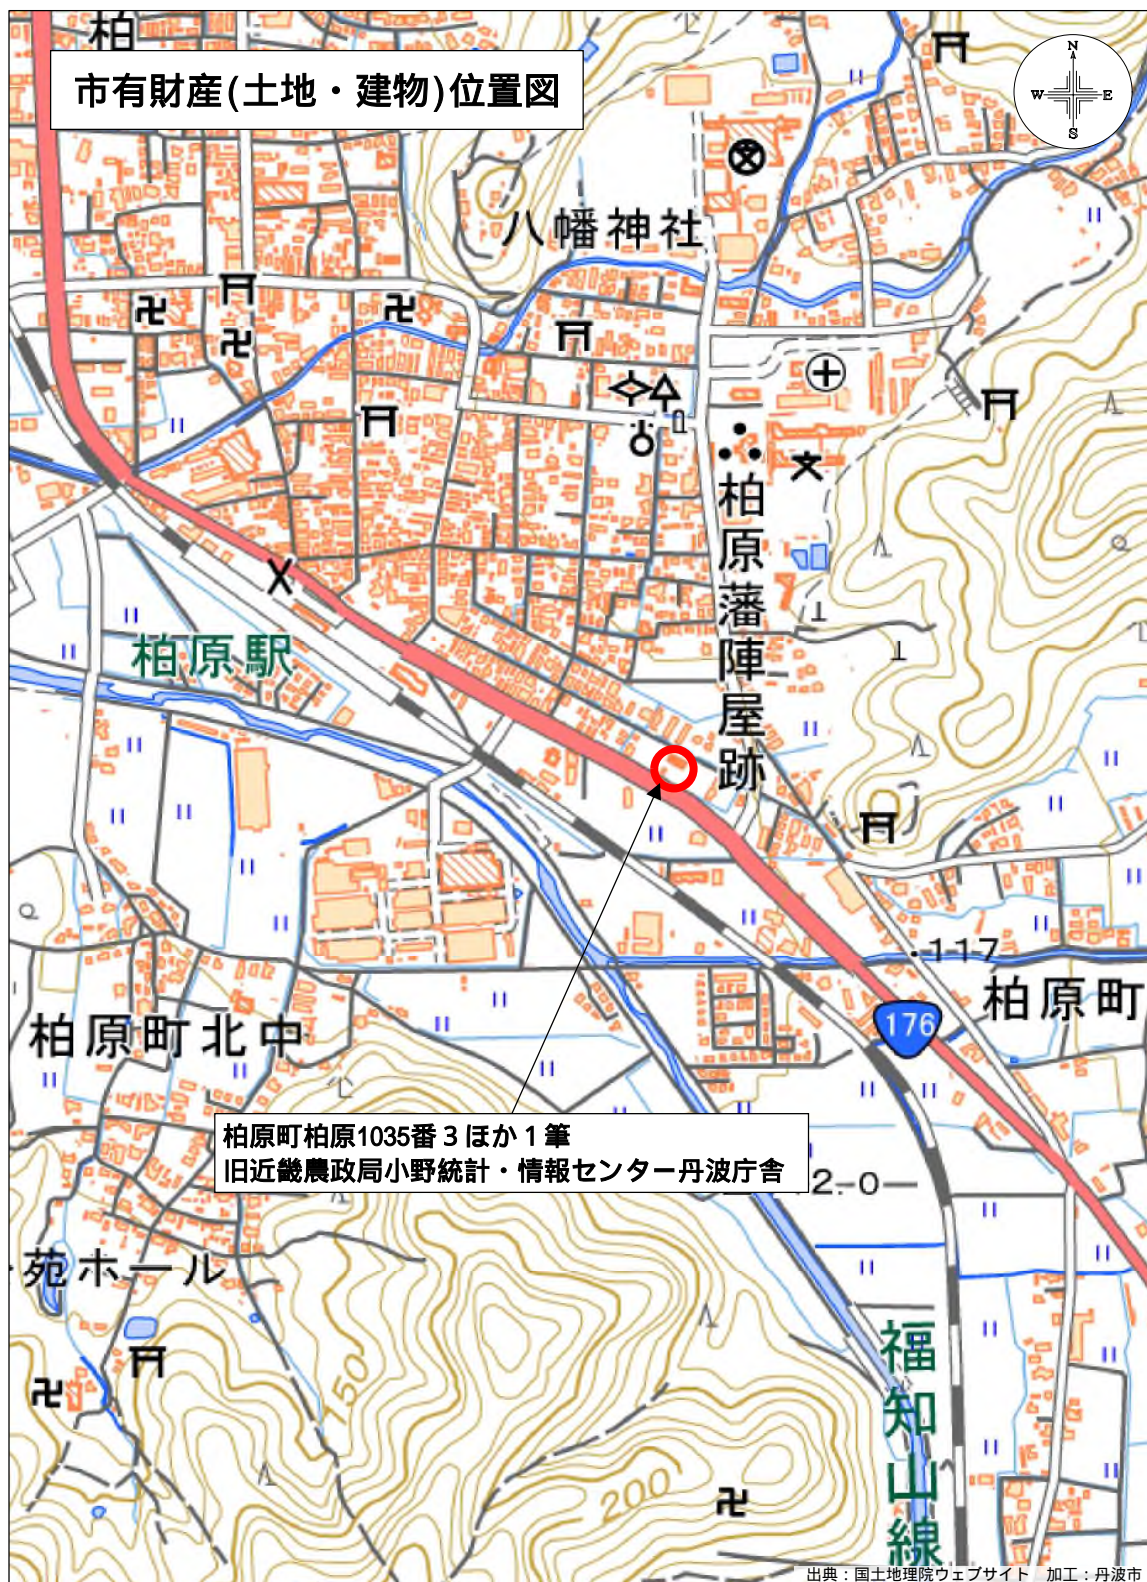 柏
市有財産(土地・建物)位置図
N
W E
S
八幡神社
柏原藩陣屋跡
柏原駅
117
柏原町
176
柏原町北中
柏原町柏原1035番3ほか1筆
旧近畿農政局小野統計・情報センター丹波庁舎
2.0
苑ホール
福知山線
150
200
出典：国土地理院ウェブサイト 加工：丹波市